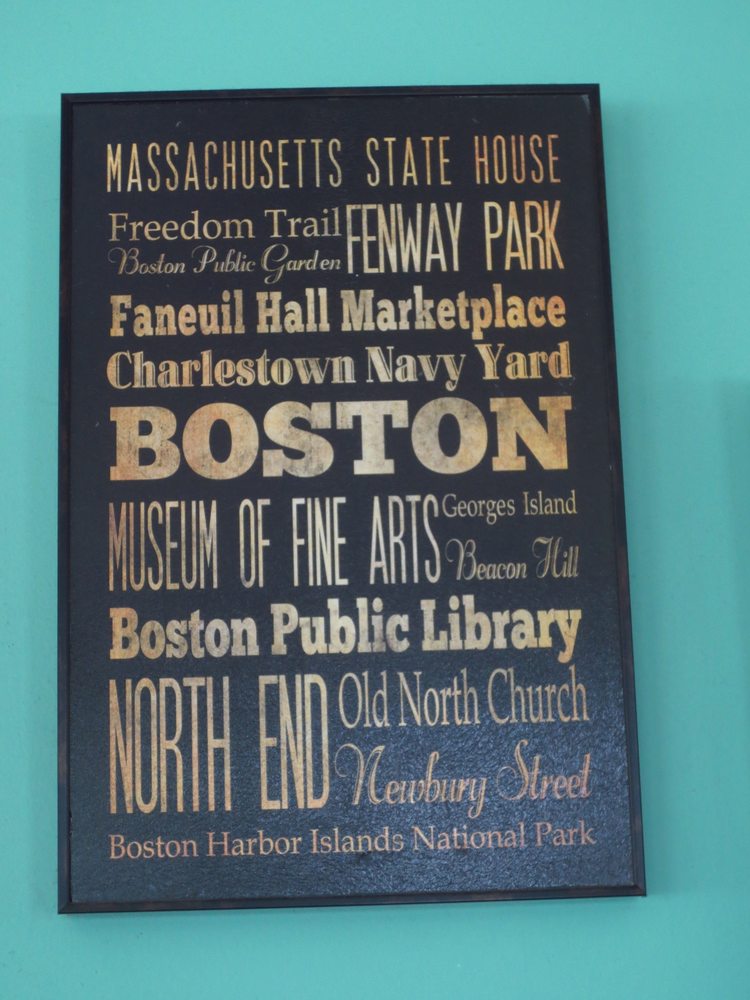 MASSACHUSETTS STATE HOUSE
Freedom Trail
Boston Public Garden
FENWAY PARK
Faneuil Hall Marketplace
Charlestown Navy Yard
BOSTON
MUSEUM OF FINE ARTS
Georges Island
Beacon Hill
Boston Public Library
NORTH END
Old North Church
Newbury Street
Boston Harbor Islands National Park